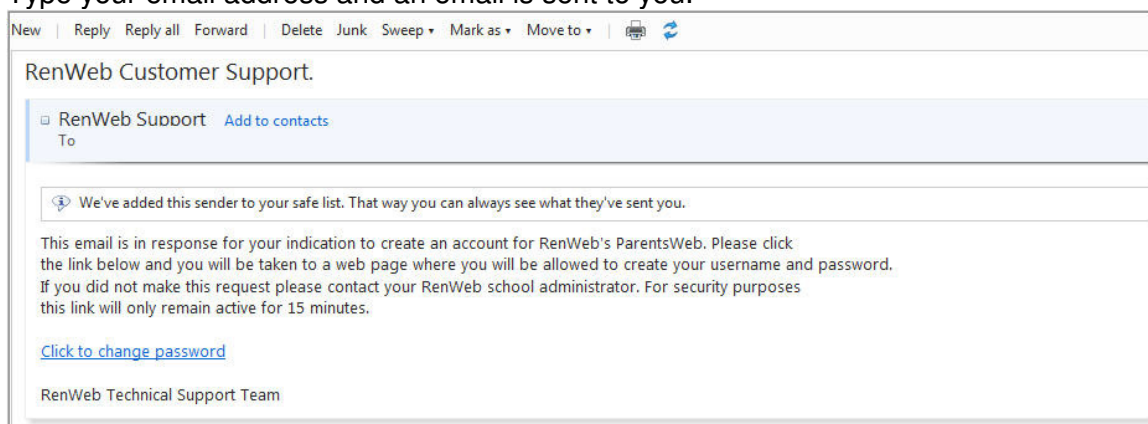 Type your email address and an email is sent to you.
New | Reply Reply all Forward | Delete Junk Sweep Mark as Move to
RenWeb Customer Support.
RenWeb Support Add to contacts
To
We've added this sender to your safe list. That way you can always see what they've sent you.
This email is in response for your indication to create an account for RenWeb's ParentsWeb. Please click
the link below and you will be taken to a web page where you will be allowed to create your username and password.
If you did not make this request please contact your RenWeb school administrator. For security purposes
this link will only remain active for 15 minutes.
Click to change password
RenWeb Technical Support Team